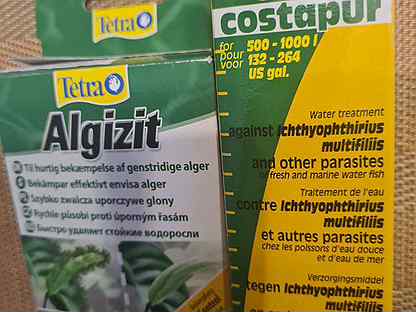 Tetra
Tetra
Algizit
Til hurtig bekæmpelse af genstridige alger
Bekämpar effektivt envisa alger
Szybko zwalcza uporczywe glony
Rychle působí proti úporným řasám
Быстро удаляет стойкие водоросли
costapur
for
pour
voor
500 - 1000 l
132 - 264
US gal.
Water treatment
against Ichthyophthirius
multifiliis
and other parasites
of fresh and marine water fish
Traitement de l'eau
contre Ichthyophthirius
multifiliis
et autres parasites
chez les poissons d'eau douce
et d'eau de mer
Verzorgingsmiddel
tegen Ichthyophthirius
multifiliis